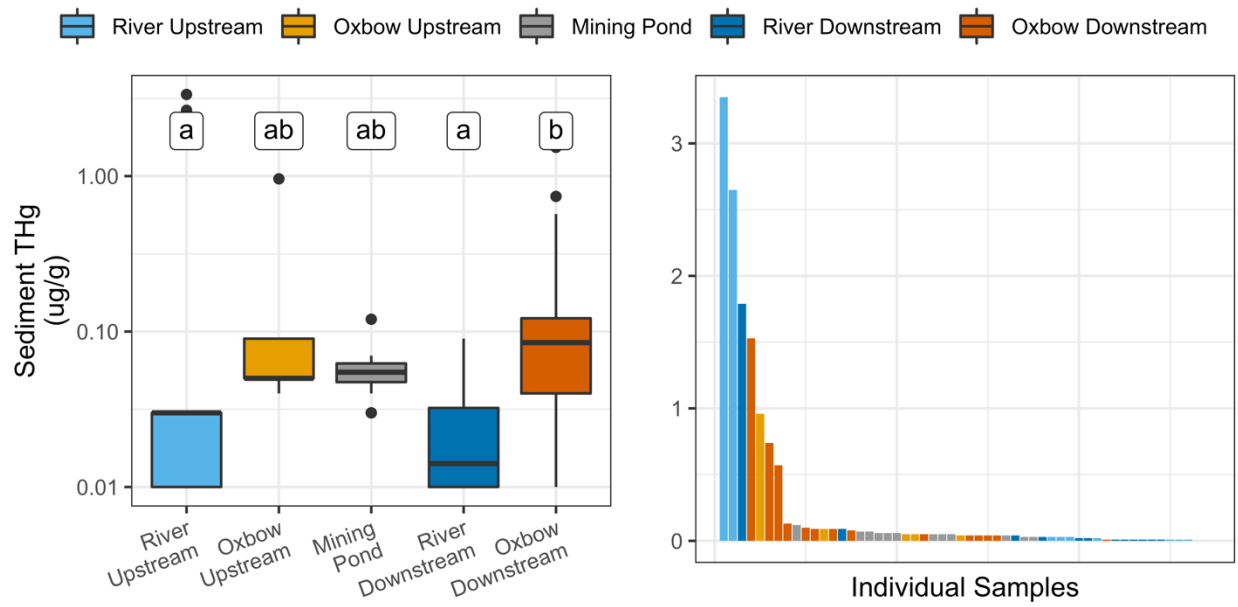 River Upstream Oxbow Upstream Mining Pond River Downstream Oxbow Downstream
a ab ab a b
Sediment THg
(ug/g)
1.00
0.10
0.01
River
Upstream
Oxbow
Upstream
Mining
Pond
River
Downstream
Oxbow
Downstream
3
2
1
0
Individual Samples